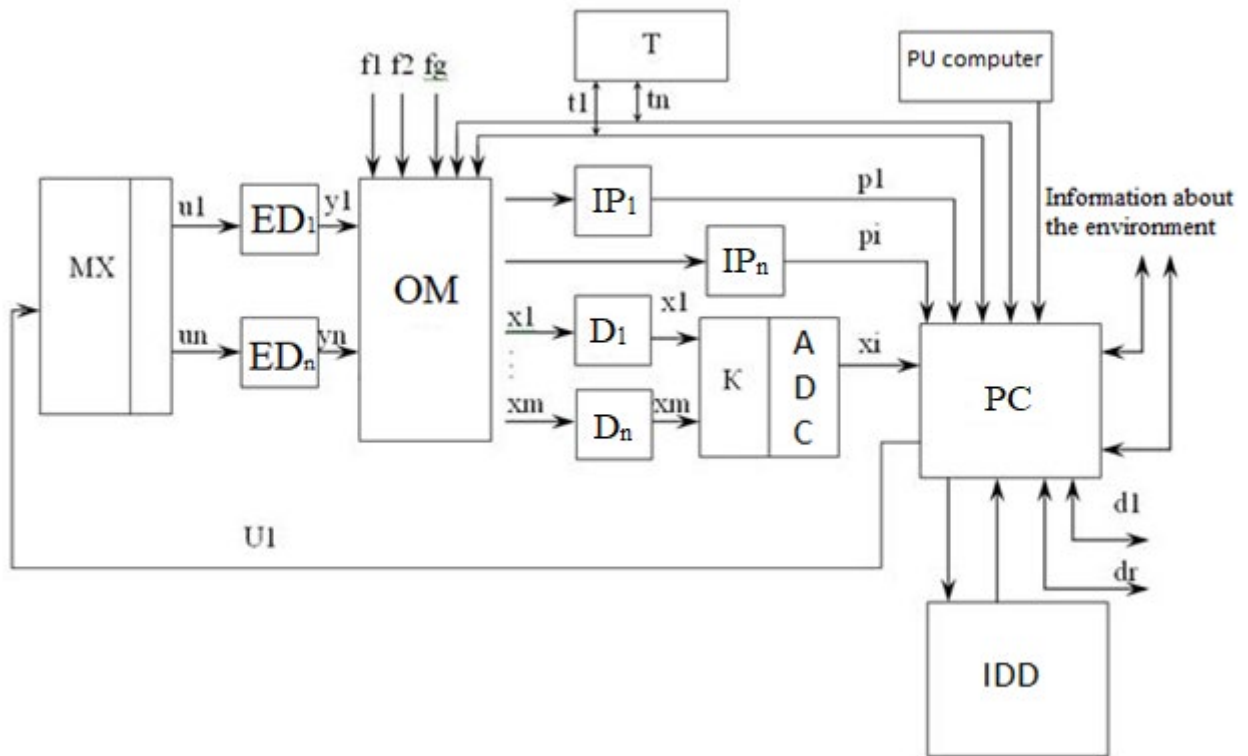 T
PU computer
f1 f2 fg
t1 tn
Information about
the environment
MX
u1
ED1
y1
OM
IP1
p1
IPn
pi
un
EDn
yn
x1
D1
x1
K
A
D
C
xi
PC
xm
Dn
xm
U1
d1
dr
IDD